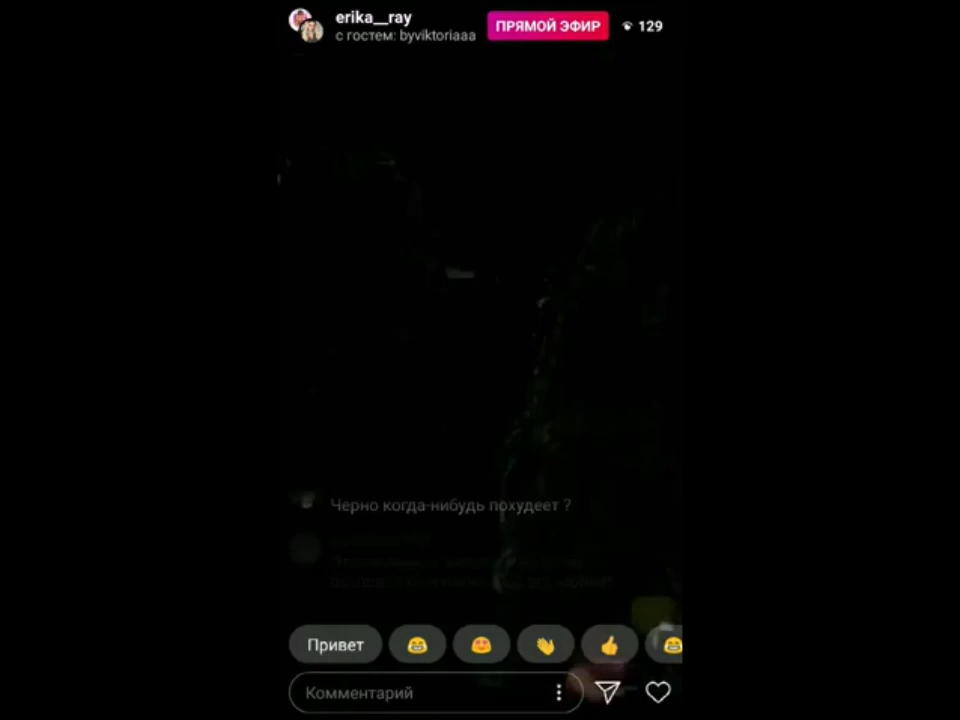 erika__ray
с гостем: byviktoriaaa
ПРЯМОЙ ЭФИР
129
Черно когда-нибудь похудеет ?
Привет
Комментарий